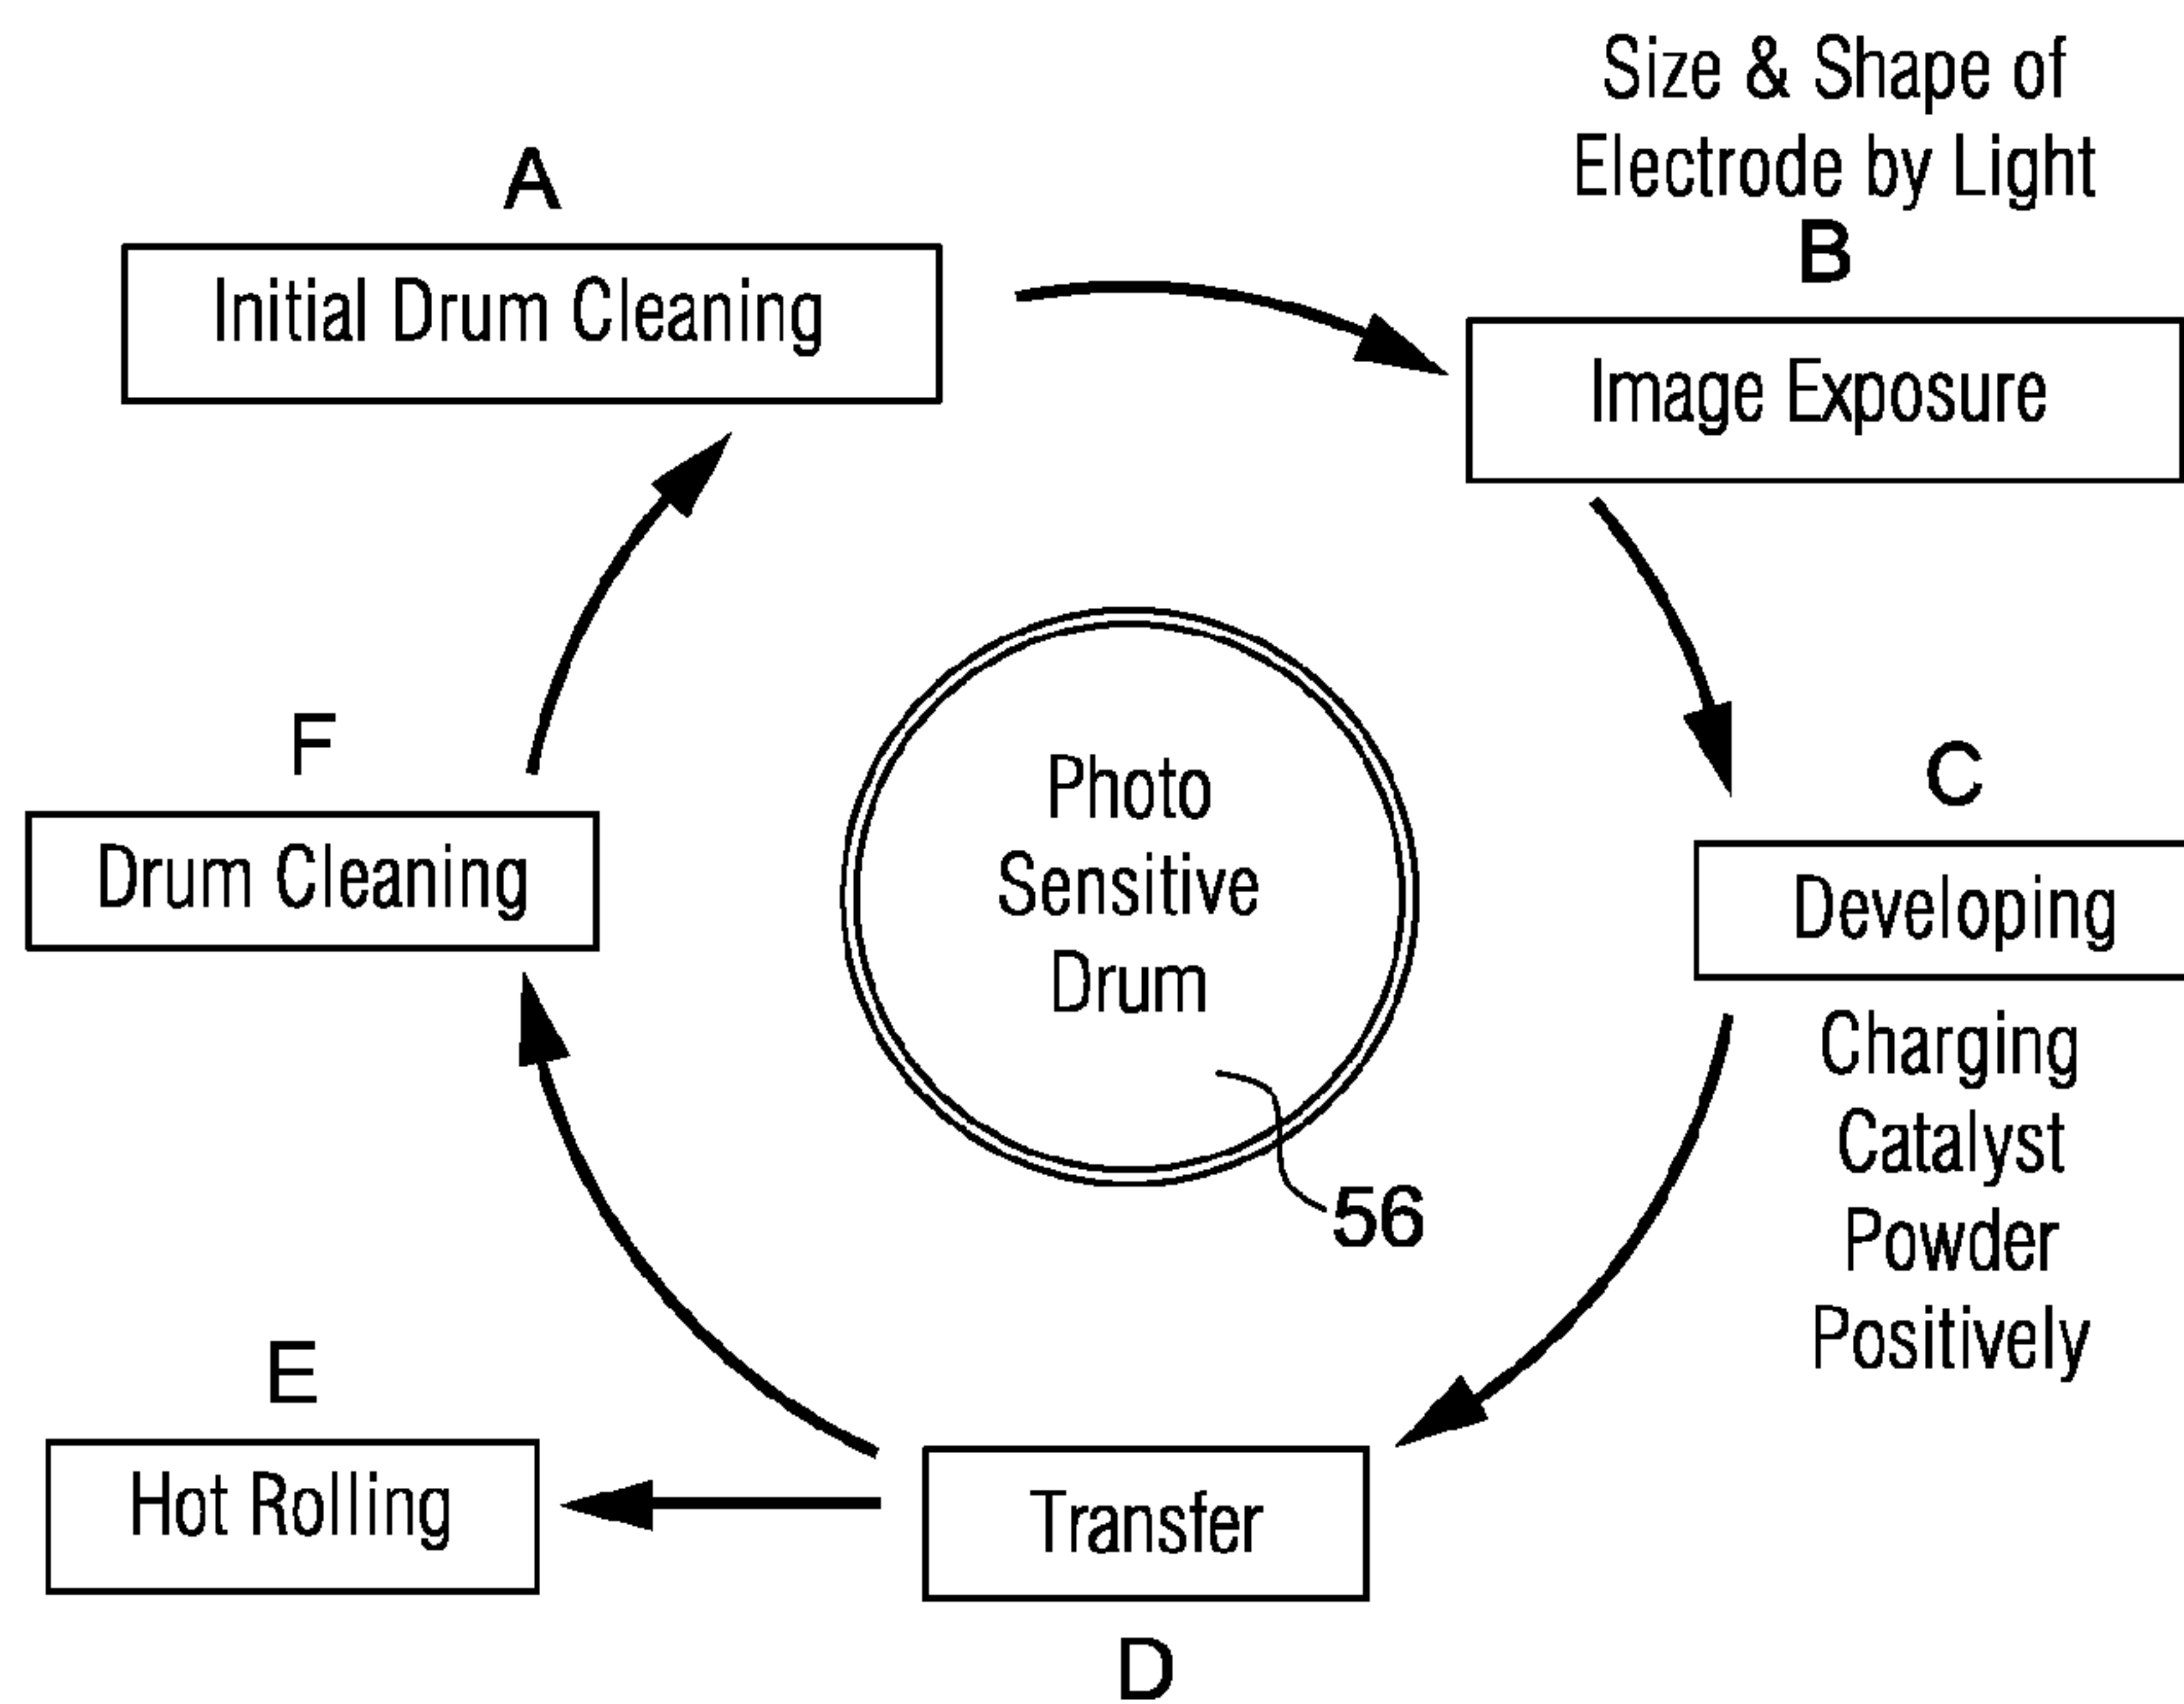 Size & Shape of
Electrode by Light
A
B
Initial Drum Cleaning
Image Exposure
F
C
Drum Cleaning
Developing
Photo
Sensitive
Drum
56
Charging
Catalyst
Powder
Positively
E
Hot Rolling
Transfer
D